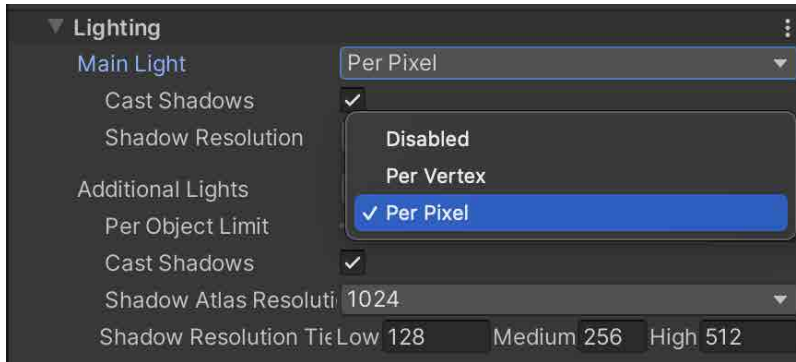 Lighting
Main Light Per Pixel
Cast Shadows
Shadow Resolution
Disabled
Per Vertex
Per Pixel
Additional Lights
Per Object Limit
Cast Shadows
Shadow Atlas Resoluti 1024
Shadow Resolution Tie Low 128 Medium 256 High 512